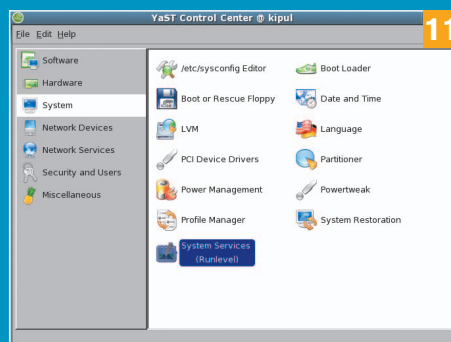 YaST Control Center @ kipul
11
File Edit Help
Software
Hardware
System
Network Devices
Network Services
Security and Users
Miscellaneous
/etc/sysconfig Editor
Boot Loader
Boot or Rescue Floppy
Date and Time
LVM
Language
PCI Device Drivers
Partitioner
Power Management
Powertweak
Profile Manager
System Restoration
System Services
(Runlevel)